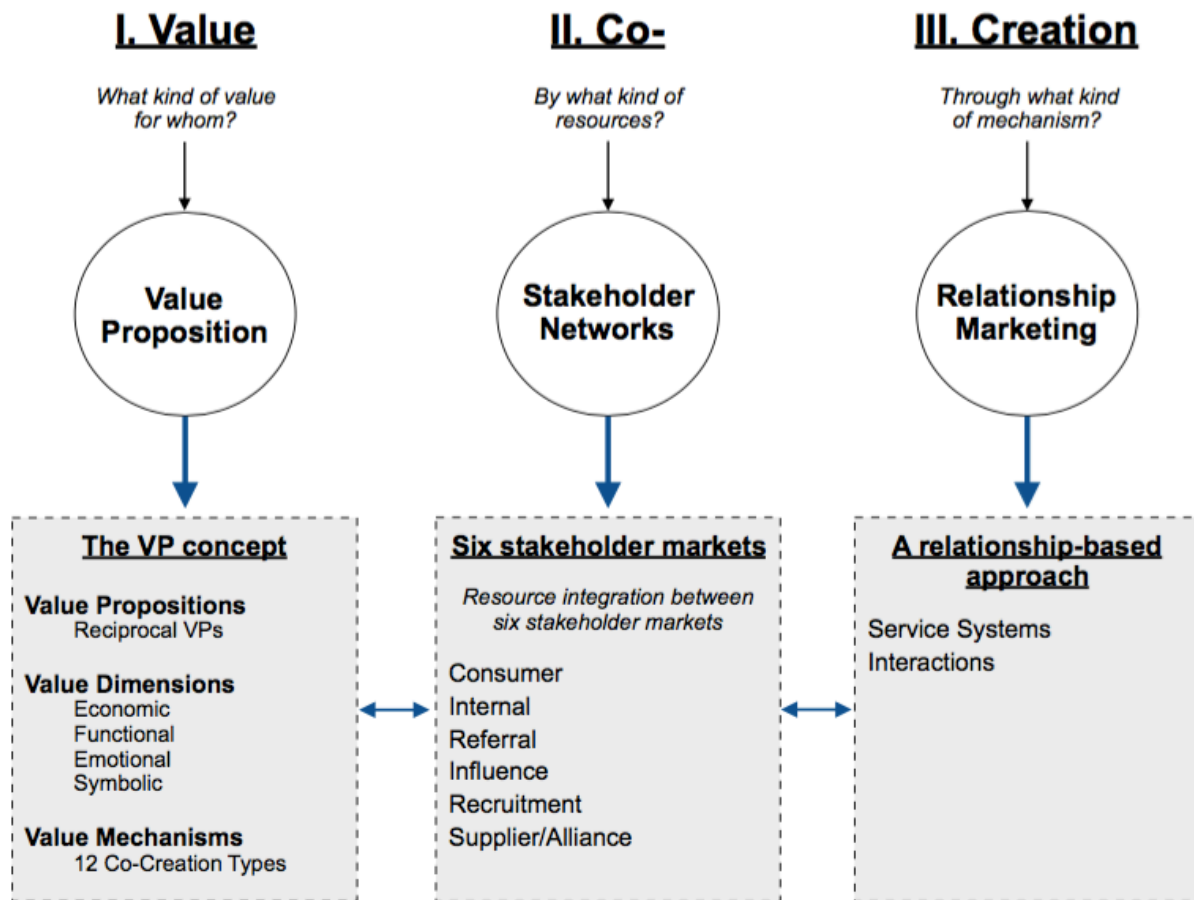 I. Value
What kind of value
for whom?
Value
Proposition
The VP concept
Value Propositions
Reciprocal VPs
Value Dimensions
Economic
Functional
Emotional
Symbolic
Value Mechanisms
12 Co-Creation Types
II. Co-
By what kind of
resources?
Stakeholder
Networks
Six stakeholder markets
Resource integration between
six stakeholder markets
Consumer
Internal
Referral
Influence
Recruitment
Supplier/Alliance
III. Creation
Through what kind
of mechanism?
Relationship
Marketing
A relationship-based
approach
Service Systems
Interactions